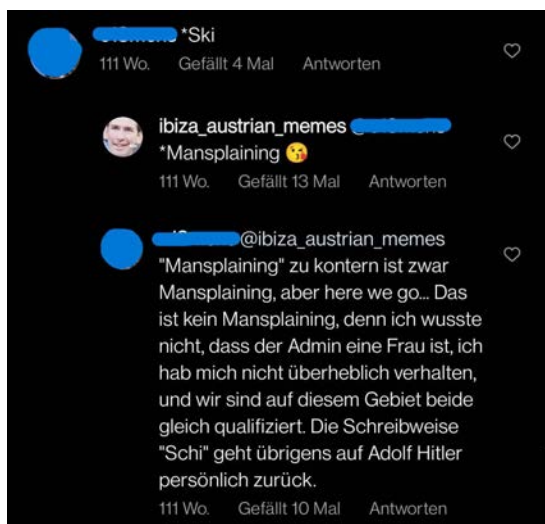 *Ski
111 Wo. Gefällt 4 Mal Antworten
ibiza_austrian_memes
*Mansplaining 😘
111 Wo. Gefällt 13 Mal Antworten
@ibiza_austrian_memes
"Mansplaining" zu kontern ist zwar
Mansplaining, aber here we go... Das
ist kein Mansplaining, denn ich wusste
nicht, dass der Admin eine Frau ist, ich
hab mich nicht überheblich verhalten,
und wir sind auf diesem Gebiet beide
gleich qualifiziert. Die Schreibweise
"Schi" geht übrigens auf Adolf Hitler
persönlich zurück.
111 Wo. Gefällt 10 Mal Antworten